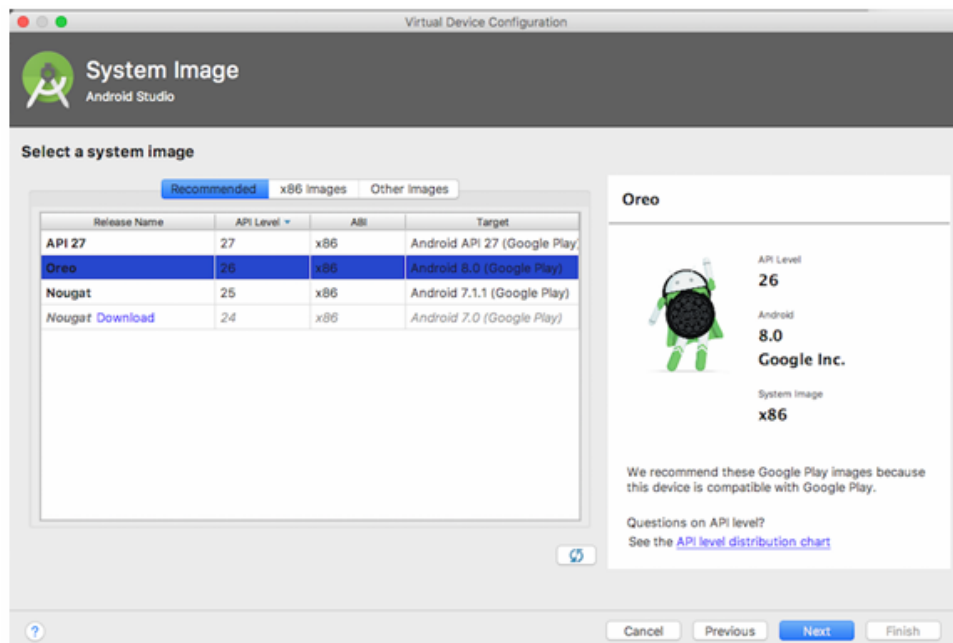 Virtual Device Configuration
System Image
Android Studio
Select a system image
Recommended x86 Images Other Images
Release Name API Level ABI Target
API 27 27 x86 Android API 27 (Google Play)
Oreo 26 x86 Android 8.0 (Google Play)
Nougat 25 x86 Android 7.1.1 (Google Play)
Nougat Download 24 x86 Android 7.0 (Google Play)
Oreo
API Level
26
Android
8.0
Google Inc.
System Image
x86
We recommend these Google Play images because
this device is compatible with Google Play.
Questions on API level?
See the API level distribution chart
? Cancel Previous Next Finish